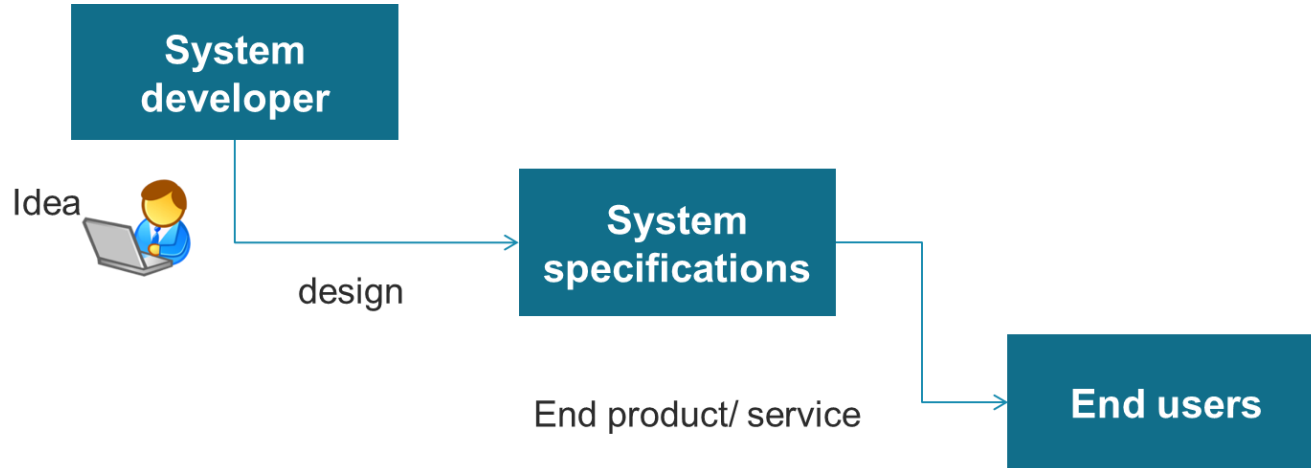 System
developer
Idea
design
System
specifications
End product/ service
End users